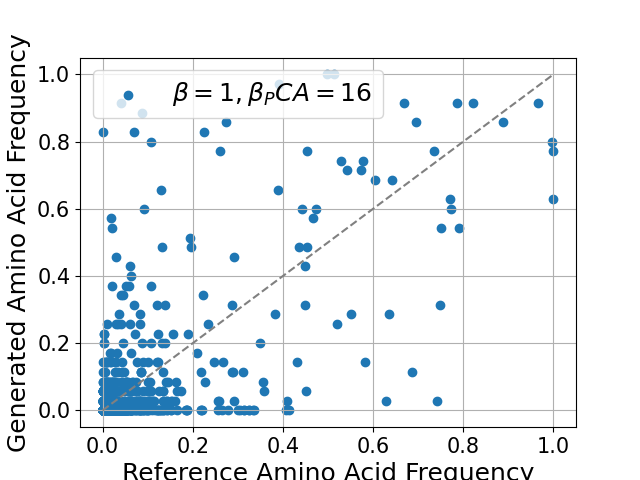 Generated Amino Acid Frequency
1.0
0.8
0.6
0.4
0.2
0.0
β = 1, β_PCA = 16
0.0 0.2 0.4 0.6 0.8 1.0
Reference Amino Acid Frequency